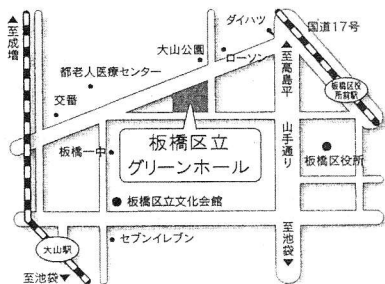 ダイハツ
国道17号
▲至成増
大山公園
ローソン
▲至高島平
都老人医療センター
板橋区役
所前駅
交番
板橋区立
グリーンホール
山手通り
板橋一中
板橋区役所
板橋区立文化会館
大山駅
セブンイレブン
至池袋▼
至池袋▼